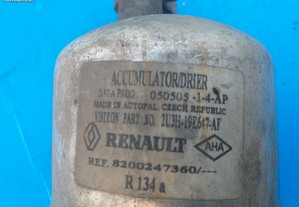 ACCUMULATOR/DRIER
DATA PROD. 050505 -1-4-AP
MADE IN AUTOPAL, CZECH REPUBLIC
VISTEON PART NO. 2U3H-19E647-AF
RENAULT AHA
REF. 8200247360/---
R 134 a